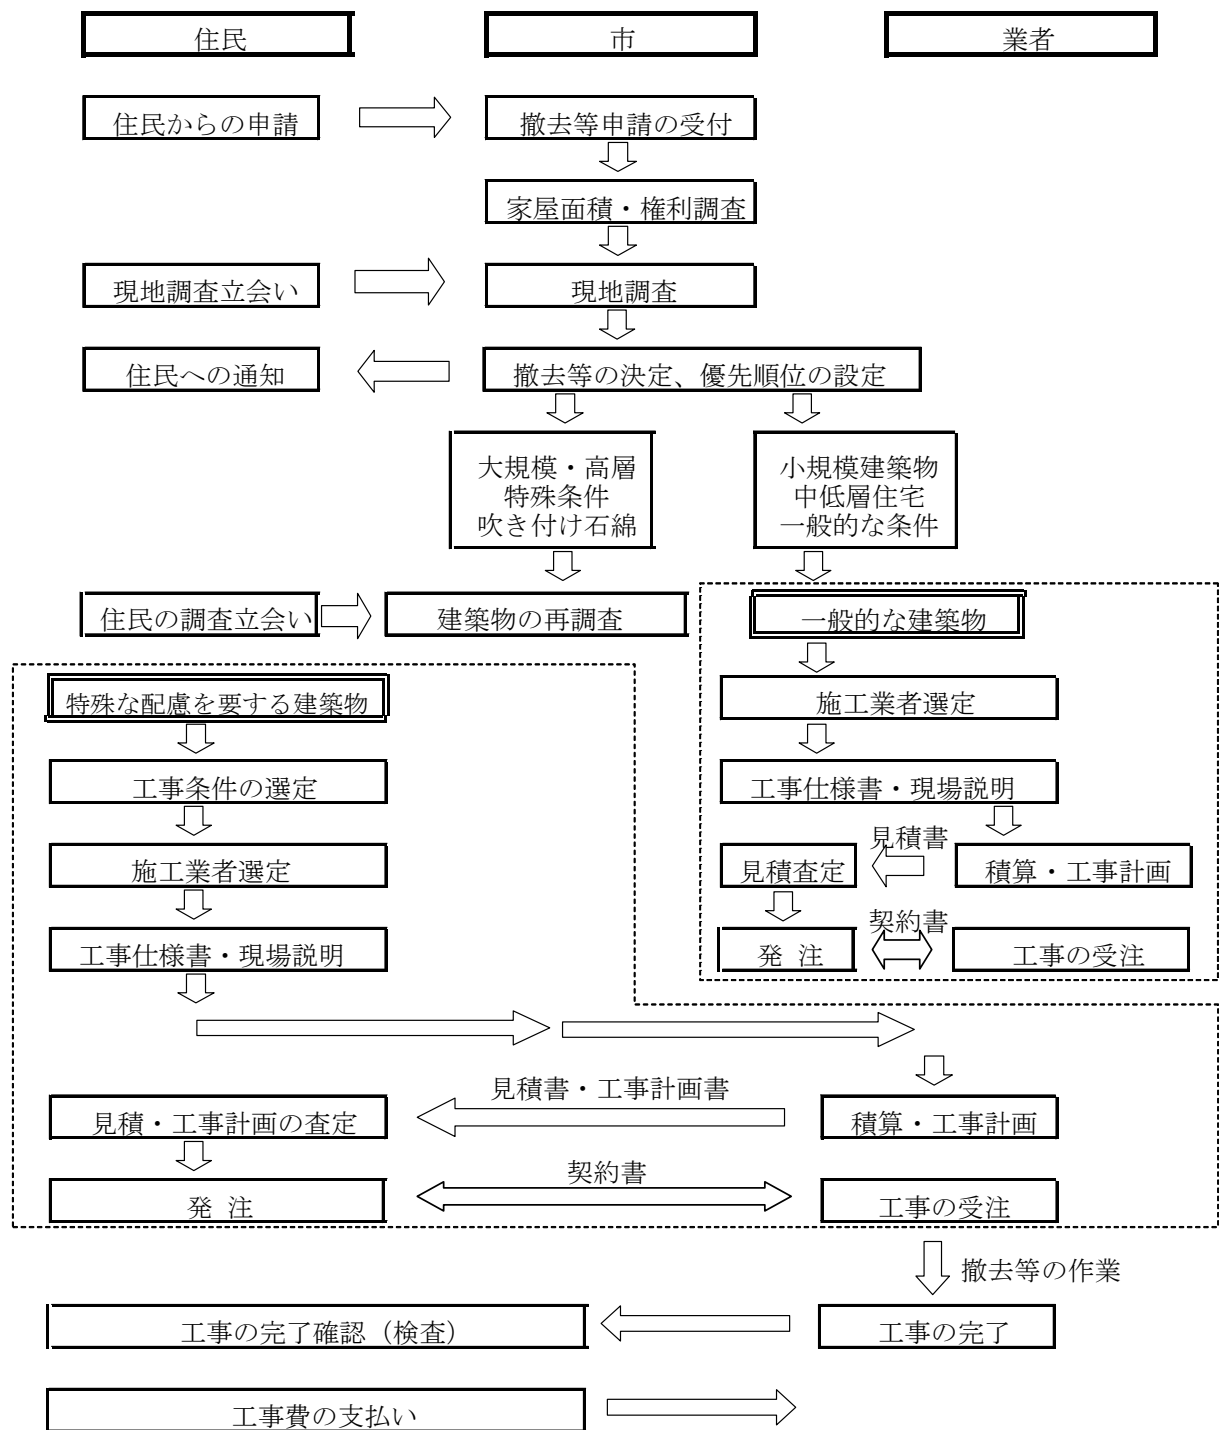 住民
市
業者
住民からの申請
撤去等申請の受付
家屋面積・権利調査
現地調査立会い
現地調査
住民への通知
撤去等の決定、優先順位の設定
大規模・高層
特殊条件
吹き付け石綿
小規模建築物
中低層住宅
一般的な条件
住民の調査立会い
建築物の再調査
一般的な建築物
施工業者選定
工事仕様書・現場説明
見積書
見積査定
積算・工事計画
契約書
発 注
工事の受注
特殊な配慮を要する建築物
工事条件の選定
施工業者選定
工事仕様書・現場説明
見積書・工事計画書
見積・工事計画の査定
積算・工事計画
契約書
発 注
工事の受注
撤去等の作業
工事の完了確認（検査）
工事の完了
工事費の支払い